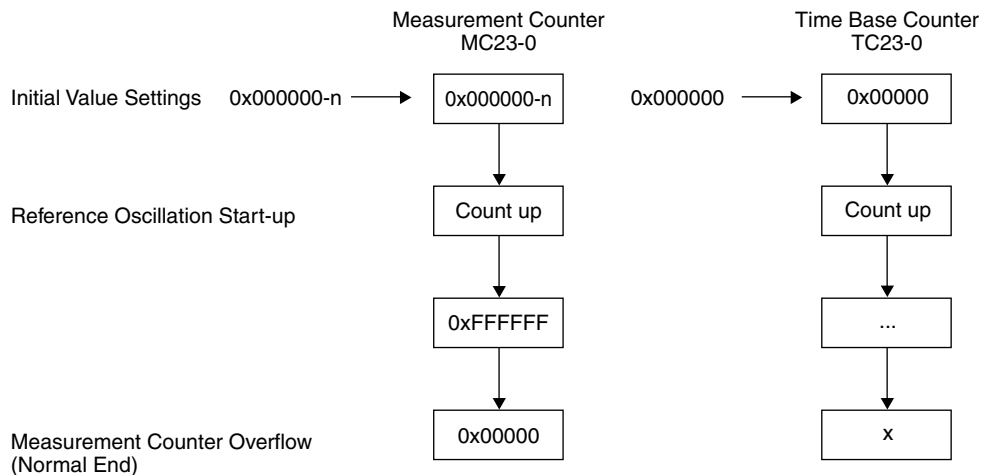 Measurement Counter
MC23-0
Time Base Counter
TC23-0
Initial Value Settings
0x000000-n
0x000000-n
0x000000
0x00000
Reference Oscillation Start-up
Count up
Count up
0xFFFFFF
...
Measurement Counter Overflow
(Normal End)
0x00000
x